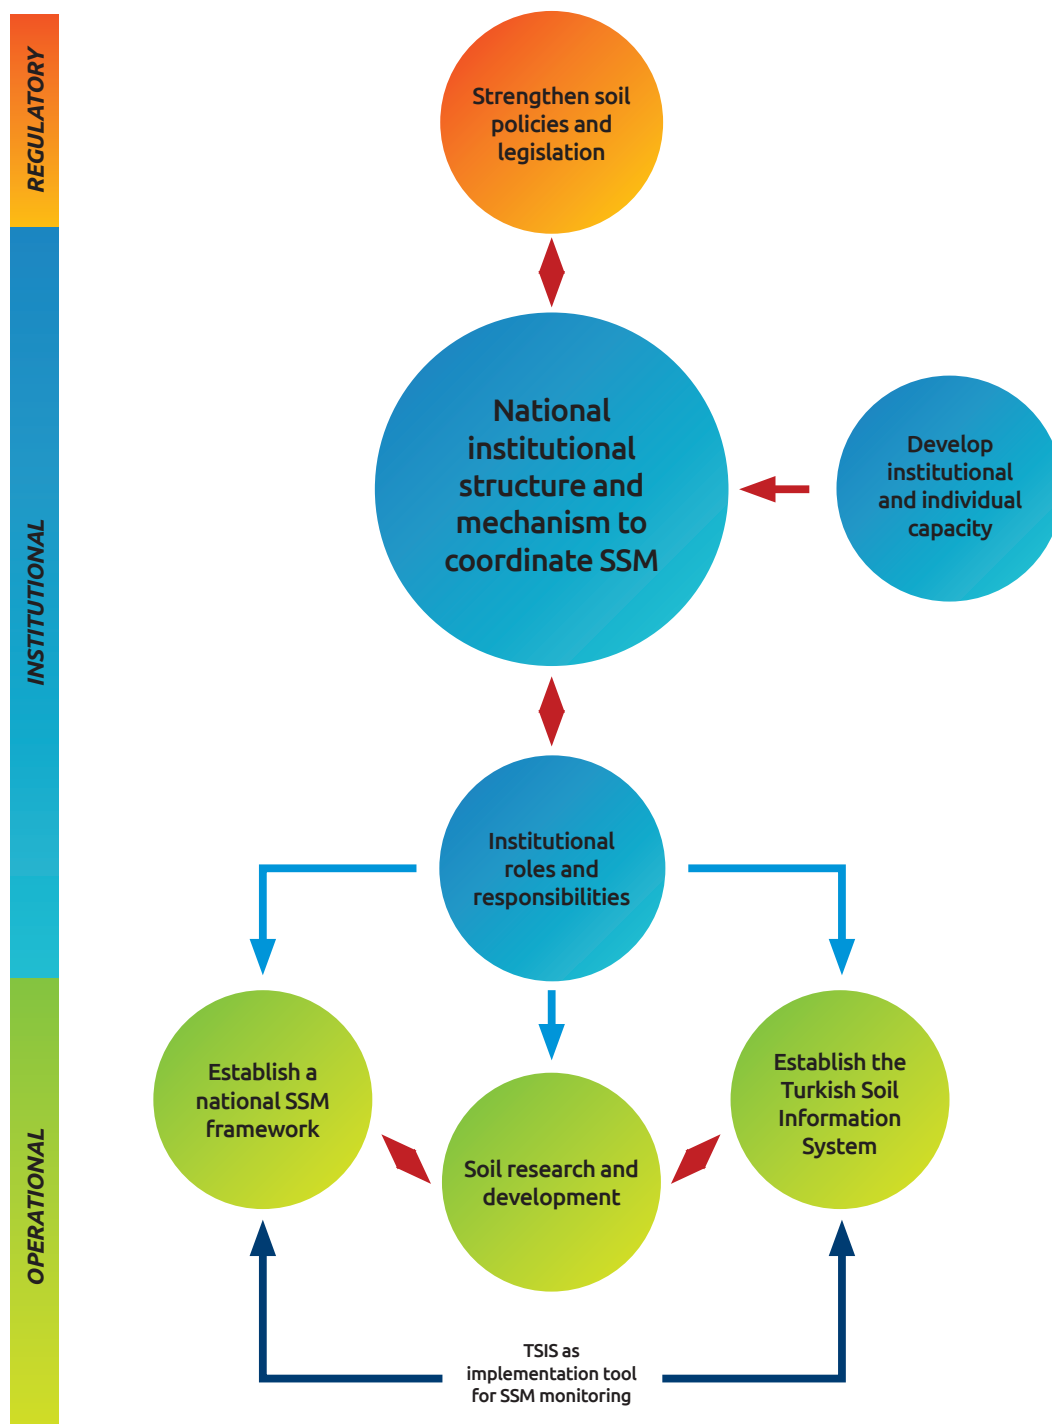 REGULATORY
Strengthen soil
policies and
legislation
INSTITUTIONAL
National
institutional
structure and
mechanism to
coordinate SSM
Develop
institutional
and individual
capacity
Institutional
roles and
responsibilities
OPERATIONAL
Establish a
national SSM
framework
Soil research and
development
Establish the
Turkish Soil
Information
System
TSIS as
implementation tool
for SSM monitoring